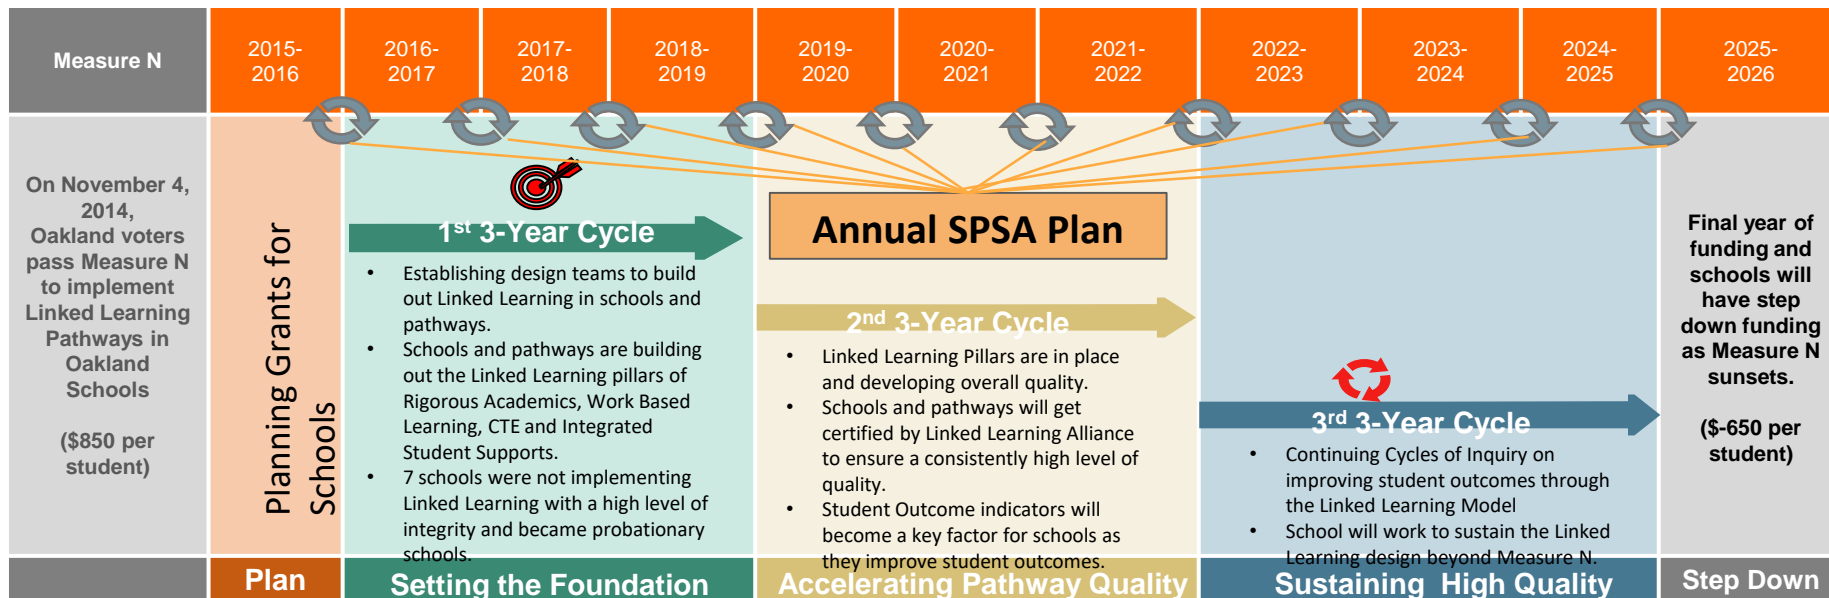 Measure N
2015-
2016
2016-
2017
2017-
2018
2018-
2019
2019-
2020
2020-
2021
2021-
2022
2022-
2023
2023-
2024
2024-
2025
2025-
2026
On November 4,
2014,
Oakland voters
pass Measure N
to implement
Linked Learning
Pathways in
Oakland
Schools
($850 per
student)
Planning Grants for
Schools
1st 3-Year Cycle
• Establishing design teams to build
out Linked Learning in schools and
pathways.
• Schools and pathways are building
out the Linked Learning pillars of
Rigorous Academics, Work Based
Learning, CTE and Integrated
Student Supports.
• 7 schools were not implementing
Linked Learning with a high level of
integrity and became probationary
schools.
Annual SPSA Plan
2nd 3-Year Cycle
• Linked Learning Pillars are in place
and developing overall quality.
• Schools and pathways will get
certified by Linked Learning Alliance
to ensure a consistently high level of
quality.
• Student Outcome indicators will
become a key factor for schools as
they improve student outcomes.
3rd 3-Year Cycle
• Continuing Cycles of Inquiry on
improving student outcomes through
the Linked Learning Model
• School will work to sustain the Linked
Learning design beyond Measure N.
Final year of
funding and
schools will
have step
down funding
as Measure N
sunsets.
($-650 per
student)
Plan
Setting the Foundation
Accelerating Pathway Quality
Sustaining High Quality
Step Down